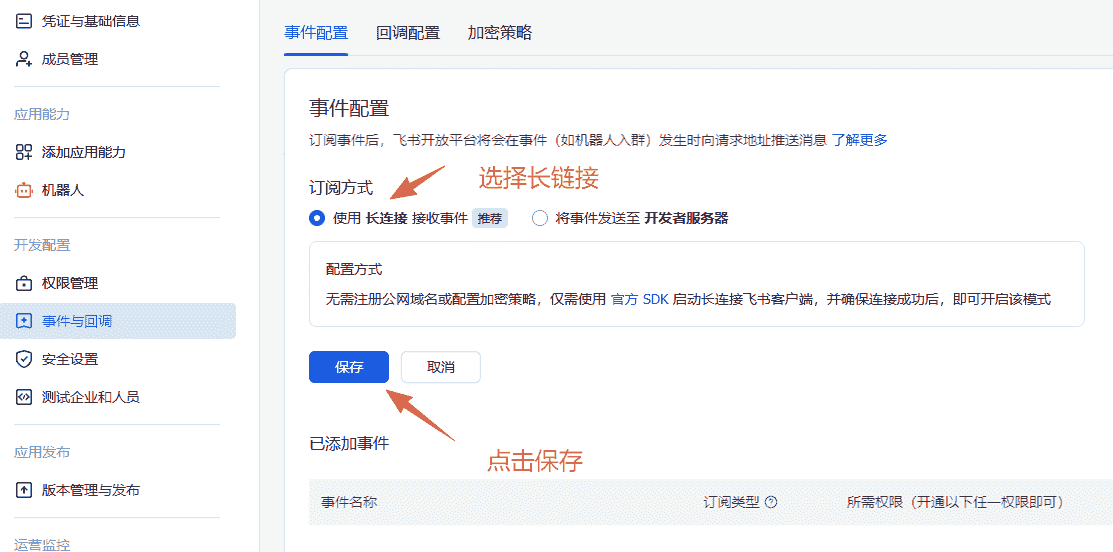 凭证与基础信息
成员管理
应用能力
添加应用能力
机器人
开发配置
权限管理
事件与回调
安全设置
测试企业和人员
应用发布
版本管理与发布
运营监控
事件配置 回调配置 加密策略
事件配置
订阅事件后，飞书开放平台将会在事件（如机器人入群）发生时向请求地址推送消息 了解更多
选择长链接
订阅方式
使用 长连接 接收事件 推荐 将事件发送至 开发者服务器
配置方式
无需注册公网域名或配置加密策略，仅需使用 官方 SDK 启动长连接飞书客户端，并确保连接成功后，即可开启该模式
保存 取消
已添加事件
点击保存
事件名称 订阅类型 所需权限（开通以下任一权限即可）